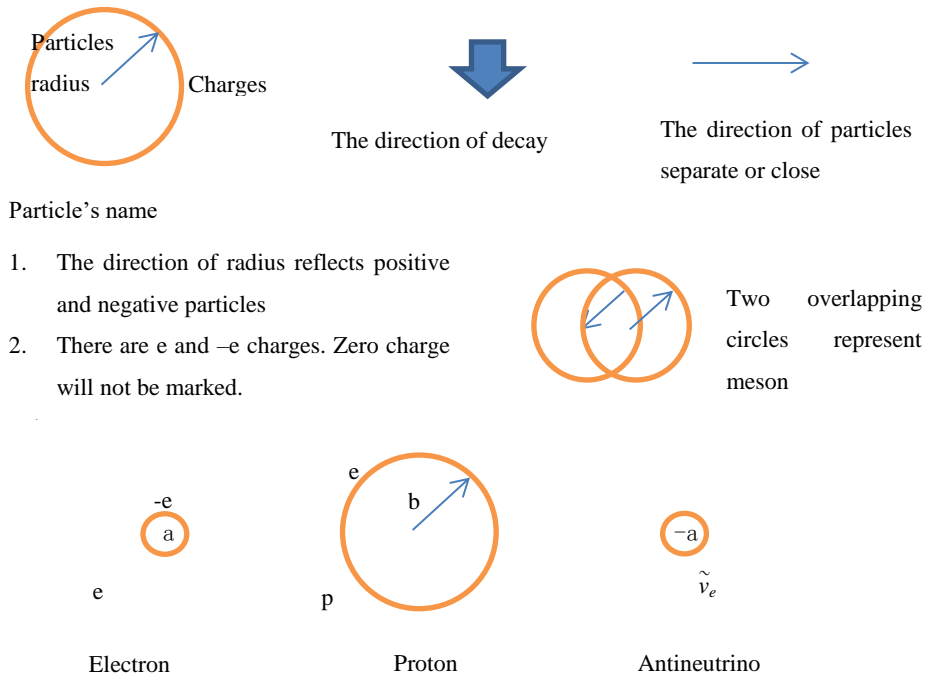 Particles
radius
Charges
The direction of decay
The direction of particles
separate or close
Particle’s name
1. The direction of radius reflects positive
and negative particles
2. There are e and –e charges. Zero charge
will not be marked.
Two overlapping
circles represent
meson
-e
a
e
Electron
e
b
p
Proton
−a
ṽₑ
Antineutrino